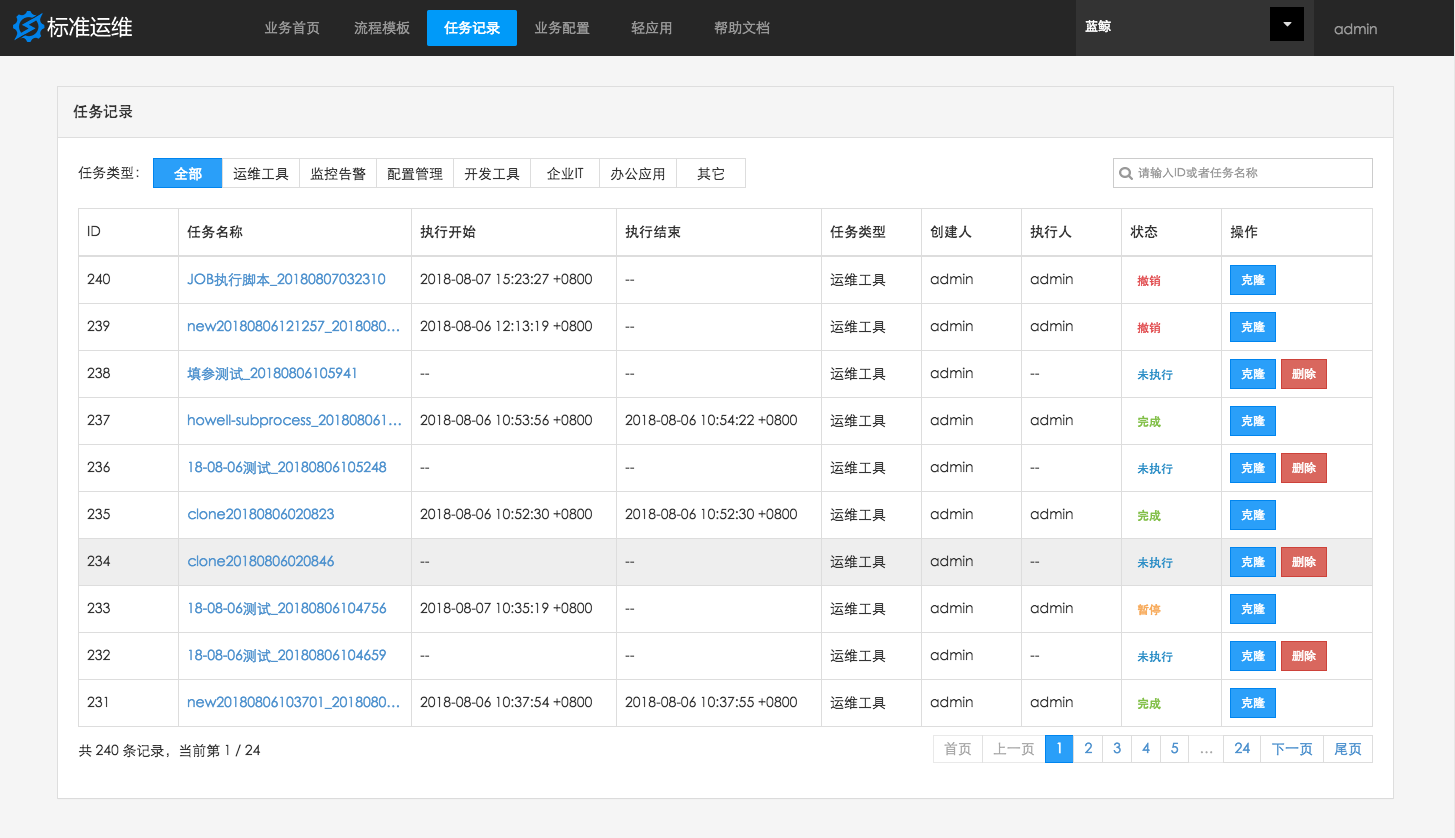 标准运维 业务首页 流程模板 任务记录 业务配置 轻应用 帮助文档 蓝鲸 admin
任务记录
任务类型: 全部 运维工具 监控告警 配置管理 开发工具 企业IT 办公应用 其它 请输入ID或者任务名称
ID 任务名称 执行开始 执行结束 任务类型 创建人 执行人 状态 操作
240 JOB执行脚本_20180807032310 2018-08-07 15:23:27 +0800 -- 运维工具 admin admin 撤销 克隆
239 new20180806121257_2018080... 2018-08-06 12:13:19 +0800 -- 运维工具 admin admin 撤销 克隆
238 填参测试_20180806105941 -- -- 运维工具 admin -- 未执行 克隆 删除
237 howell-subprocess_201808061... 2018-08-06 10:53:56 +0800 2018-08-06 10:54:22 +0800 运维工具 admin admin 完成 克隆
236 18-08-06测试_20180806105248 -- -- 运维工具 admin -- 未执行 克隆 删除
235 clone20180806020823 2018-08-06 10:52:30 +0800 2018-08-06 10:52:30 +0800 运维工具 admin admin 完成 克隆
234 clone20180806020846 -- -- 运维工具 admin -- 未执行 克隆 删除
233 18-08-06测试_20180806104756 2018-08-07 10:35:19 +0800 -- 运维工具 admin admin 暂停 克隆
232 18-08-06测试_20180806104659 -- -- 运维工具 admin -- 未执行 克隆 删除
231 new20180806103701_2018080... 2018-08-06 10:37:54 +0800 2018-08-06 10:37:55 +0800 运维工具 admin admin 完成 克隆
共 240 条记录，当前第 1 / 24 首页 上一页 1 2 3 4 5 ... 24 下一页 尾页